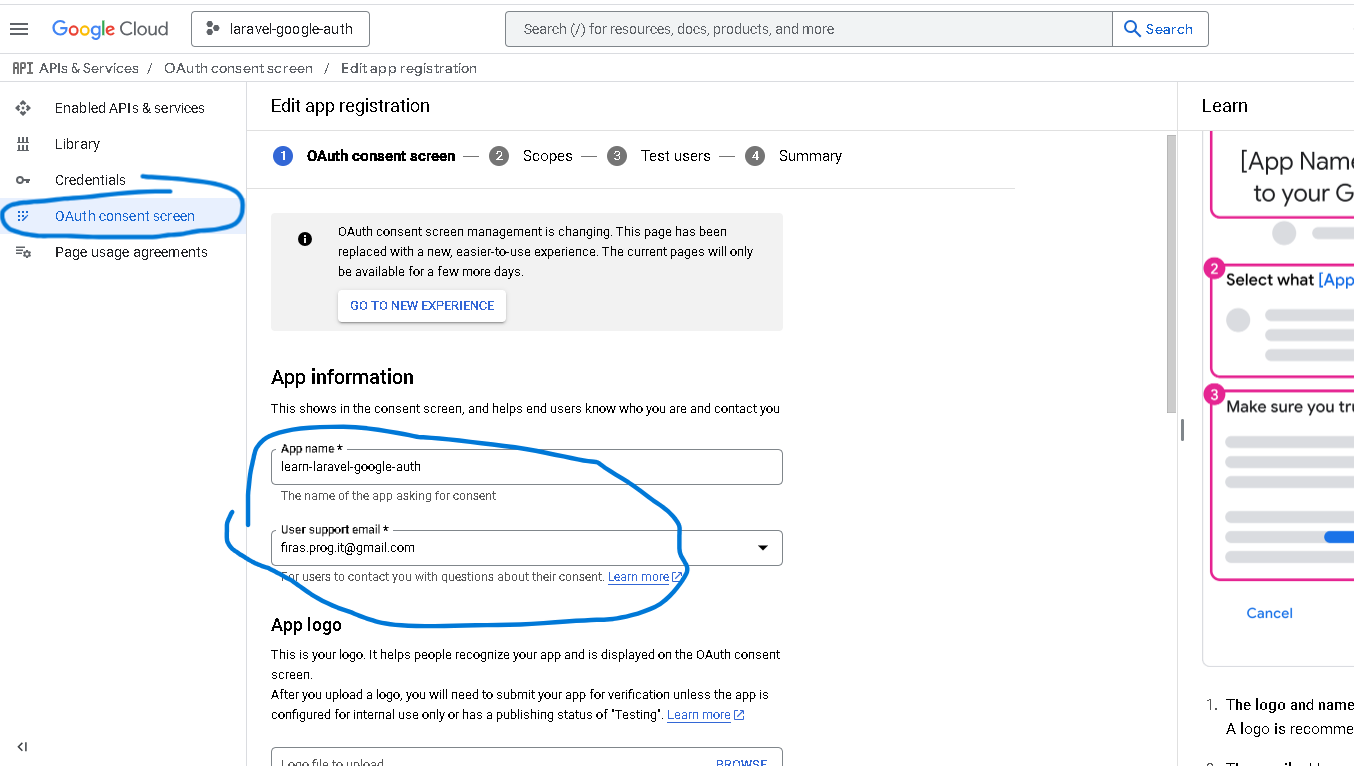 Google Cloud
laravel-google-auth
Search (/) for resources, docs, products, and more
Search
API APIs & Services / OAuth consent screen / Edit app registration
Enabled APIs & services
Library
Credentials
OAuth consent screen
Page usage agreements
Edit app registration
1 OAuth consent screen — 2 Scopes — 3 Test users — 4 Summary
OAuth consent screen management is changing. This page has been
replaced with a new, easier-to-use experience. The current pages will only
be available for a few more days.
GO TO NEW EXPERIENCE
App information
This shows in the consent screen, and helps end users know who you are and contact you
App name *
learn-laravel-google-auth
The name of the app asking for consent
User support email *
firas.prog.it@gmail.com
For users to contact you with questions about their consent. Learn more
App logo
This is your logo. It helps people recognize your app and is displayed on the OAuth consent
screen.
After you upload a logo, you will need to submit your app for verification unless the app is
configured for internal use only or has a publishing status of "Testing". Learn more
Logo file to upload
BROWSE
Learn
[App Name
to your G
2
Select what [App
3
Make sure you tru
Cancel
1. The logo and name
A logo is recomme